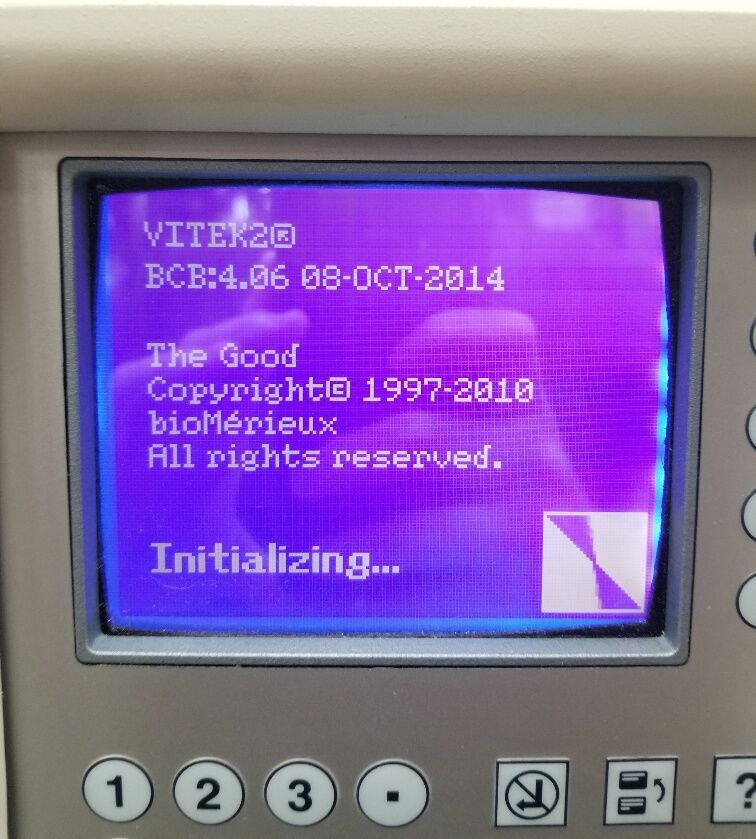 VITEK2®
BCB:4.06 08-OCT-2014
The Good
Copyright© 1997-2010
bioMérieux
All rights reserved.
Initializing...
1 2 3 . ?